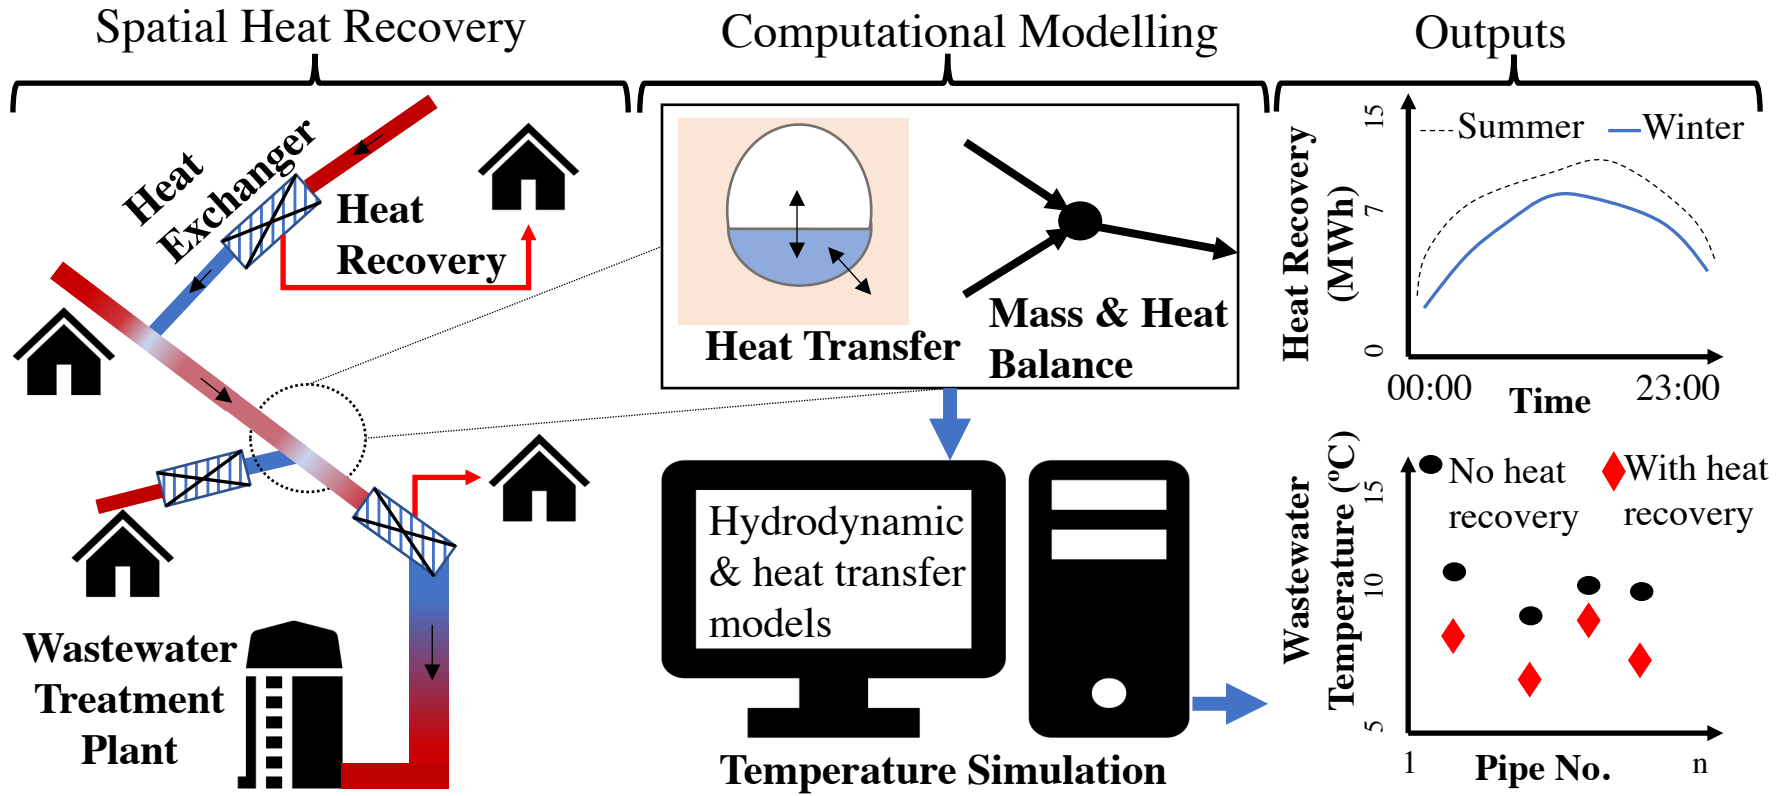 Spatial Heat Recovery
Computational Modelling
Outputs
Heat
Exchanger
Heat
Recovery
Wastewater
Treatment
Plant
Heat Transfer
Mass & Heat
Balance
Hydrodynamic
& heat transfer
models
Temperature Simulation
Summer
Winter
Heat Recovery
(MWh)
15
7
0
00:00
Time
23:00
No heat
recovery
With heat
recovery
Wastewater
Temperature (ºC)
15
10
5
1
Pipe No.
n